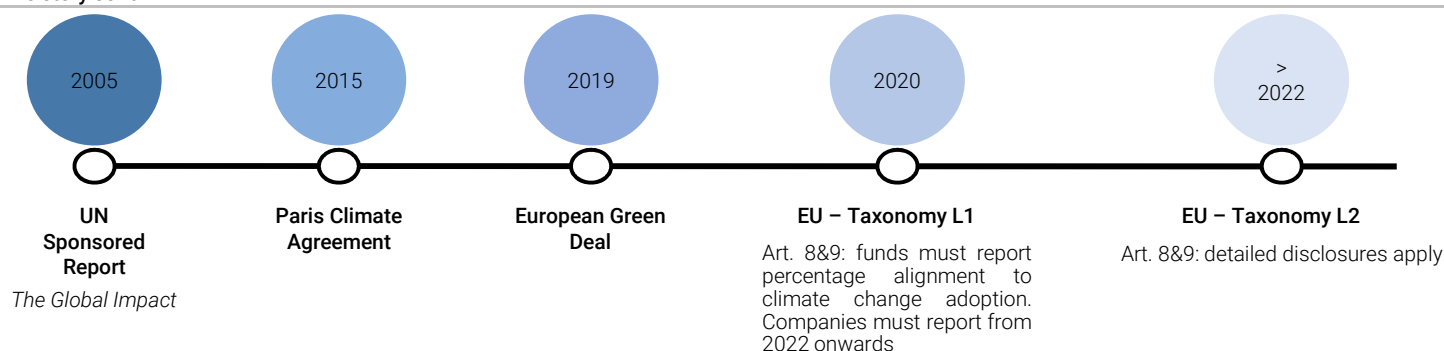 2005
2015
2019
2020
>
2022
UN
Sponsored
Report
The Global Impact
Paris Climate
Agreement
European Green
Deal
EU – Taxonomy L1
Art. 8&9: funds must report
percentage alignment to
climate change adoption.
Companies must report from
2022 onwards
EU – Taxonomy L2
Art. 8&9: detailed disclosures apply